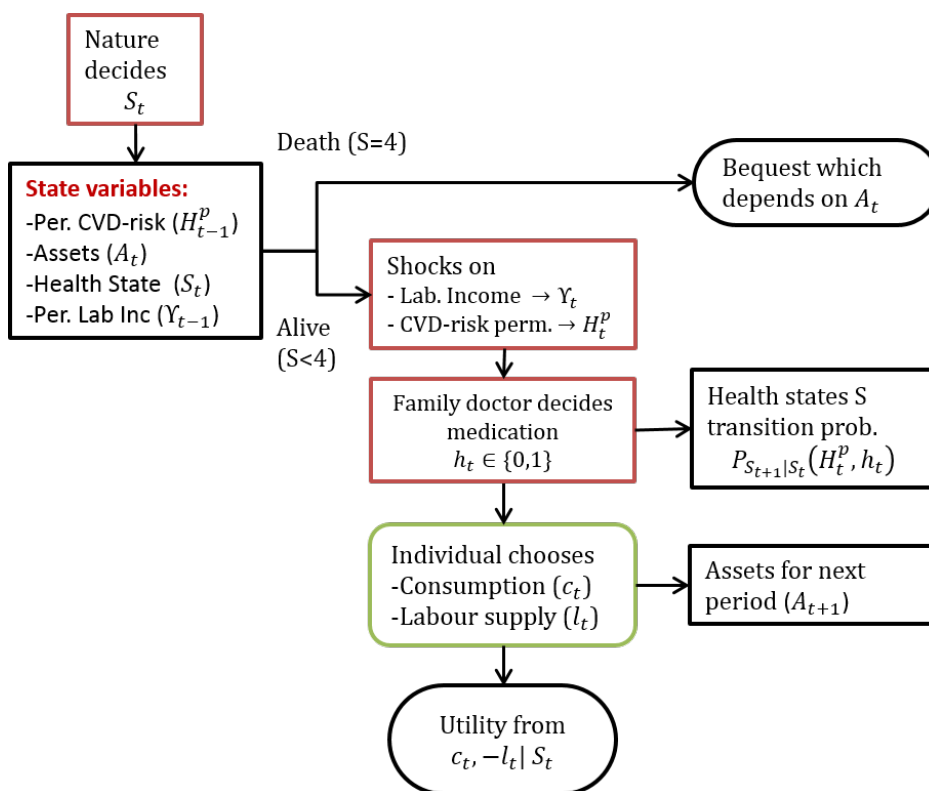 Nature
decides
S_t
State variables:
-Per. CVD-risk (H^p_{t−1})
-Assets (A_t)
-Health State (S_t)
-Per. Lab Inc (ϒ_{t−1})
Death (S=4)
Bequest which
depends on A_t
Alive
(S<4)
Shocks on
- Lab. Income → ϒ_t
- CVD-risk perm. → H^p_t
Family doctor decides
medication
h_t ∈ {0,1}
Health states S
transition prob.
P_{S_{t+1}|S_t}(H^p_t, h_t)
Individual chooses
-Consumption (c_t)
-Labour supply (l_t)
Assets for next
period (A_{t+1})
Utility from
c_t, −l_t| S_t